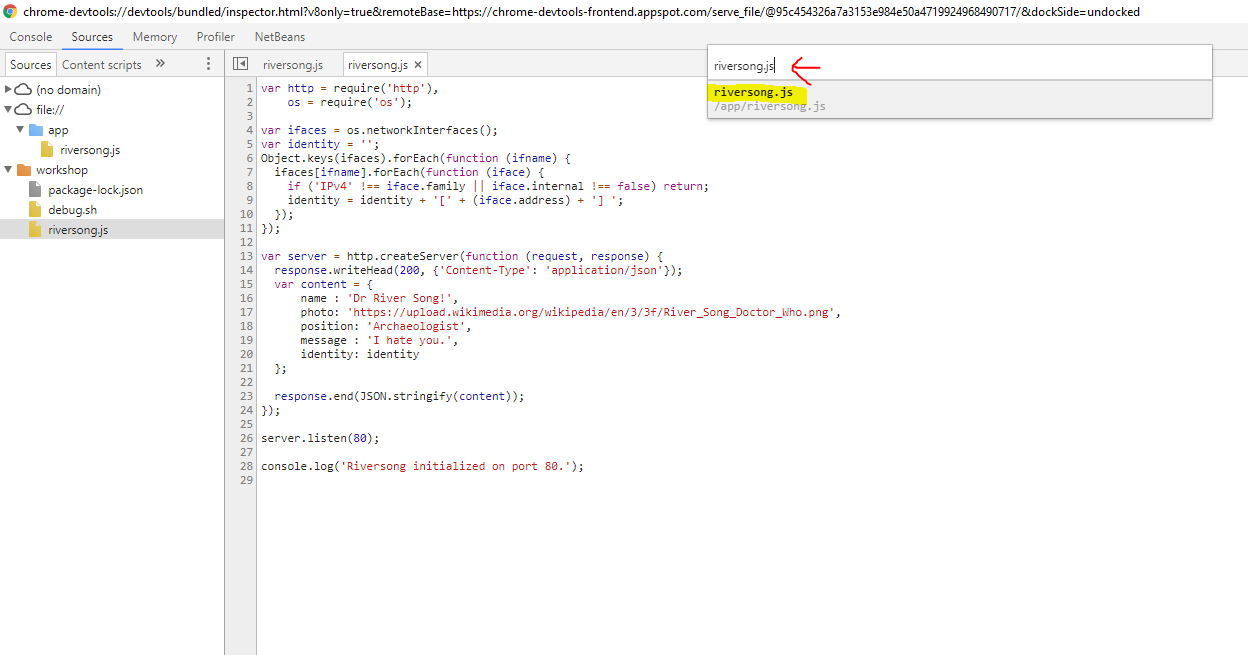 chrome-devtools://devtools/bundled/inspector.html?v8only=true&remoteBase=https://chrome-devtools-frontend.appspot.com/serve_file/@95c454326a7a3153e984e50a4719924968490717/&dockSide=undocked
Console Sources Memory Profiler NetBeans
Sources Content scripts »
(no domain)
file://
app
riversong.js
workshop
package-lock.json
debug.sh
riversong.js
riversong.js riversong.js ×
1 var http = require('http'),
2 os = require('os');
3
4 var ifaces = os.networkInterfaces();
5 var identity = '';
6 Object.keys(ifaces).forEach(function (ifname) {
7 ifaces[ifname].forEach(function (iface) {
8 if ('IPv4' !== iface.family || iface.internal !== false) return;
9 identity = identity + '[' + (iface.address) + '] ';
10 });
11 });
12
13 var server = http.createServer(function (request, response) {
14 response.writeHead(200, {'Content-Type': 'application/json'});
15 var content = {
16 name : 'Dr River Song!',
17 photo: 'https://upload.wikimedia.org/wikipedia/en/3/3f/River_Song_Doctor_Who.png',
18 position: 'Archaeologist',
19 message : 'I hate you.',
20 identity: identity
21 };
22
23 response.end(JSON.stringify(content));
24 });
25
26 server.listen(80);
27
28 console.log('Riversong initialized on port 80.');
29
riversong.js
riversong.js
/app/riversong.js